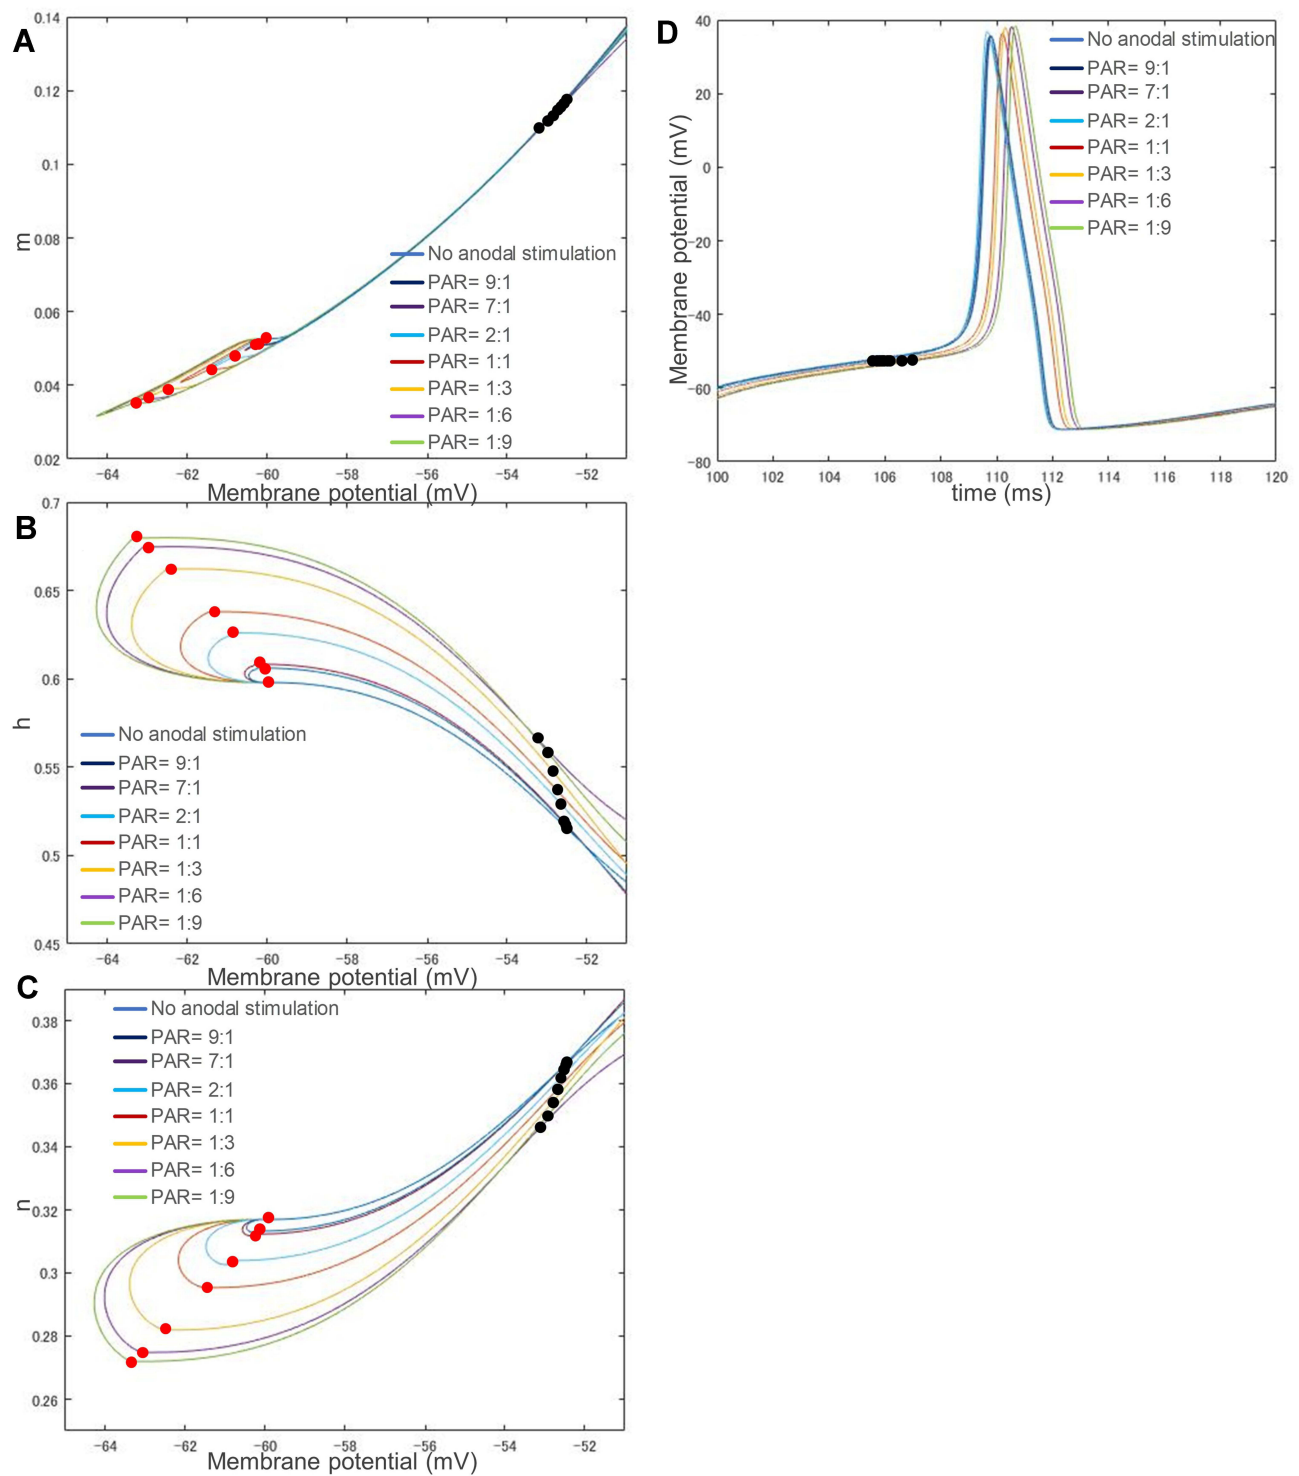 A
0.14
0.12
0.1
0.08
0.06
0.04
0.02
m
No anodal stimulation
PAR= 9:1
PAR= 7:1
PAR= 2:1
PAR= 1:1
PAR= 1:3
PAR= 1:6
PAR= 1:9
−64
−62
−60
−58
−56
−54
−52
Membrane potential (mV)
D
40
20
0
−20
−40
−60
−80
Membrane potential (mV)
No anodal stimulation
PAR= 9:1
PAR= 7:1
PAR= 2:1
PAR= 1:1
PAR= 1:3
PAR= 1:6
PAR= 1:9
100
102
104
106
108
110
112
114
116
118
120
time (ms)
B
0.7
0.65
0.6
0.55
0.5
0.45
h
No anodal stimulation
PAR= 9:1
PAR= 7:1
PAR= 2:1
PAR= 1:1
PAR= 1:3
PAR= 1:6
PAR= 1:9
−64
−62
−60
−58
−56
−54
−52
Membrane potential (mV)
C
0.38
0.36
0.34
0.32
0.3
0.28
0.26
n
No anodal stimulation
PAR= 9:1
PAR= 7:1
PAR= 2:1
PAR= 1:1
PAR= 1:3
PAR= 1:6
PAR= 1:9
−64
−62
−60
−58
−56
−54
−52
Membrane potential (mV)